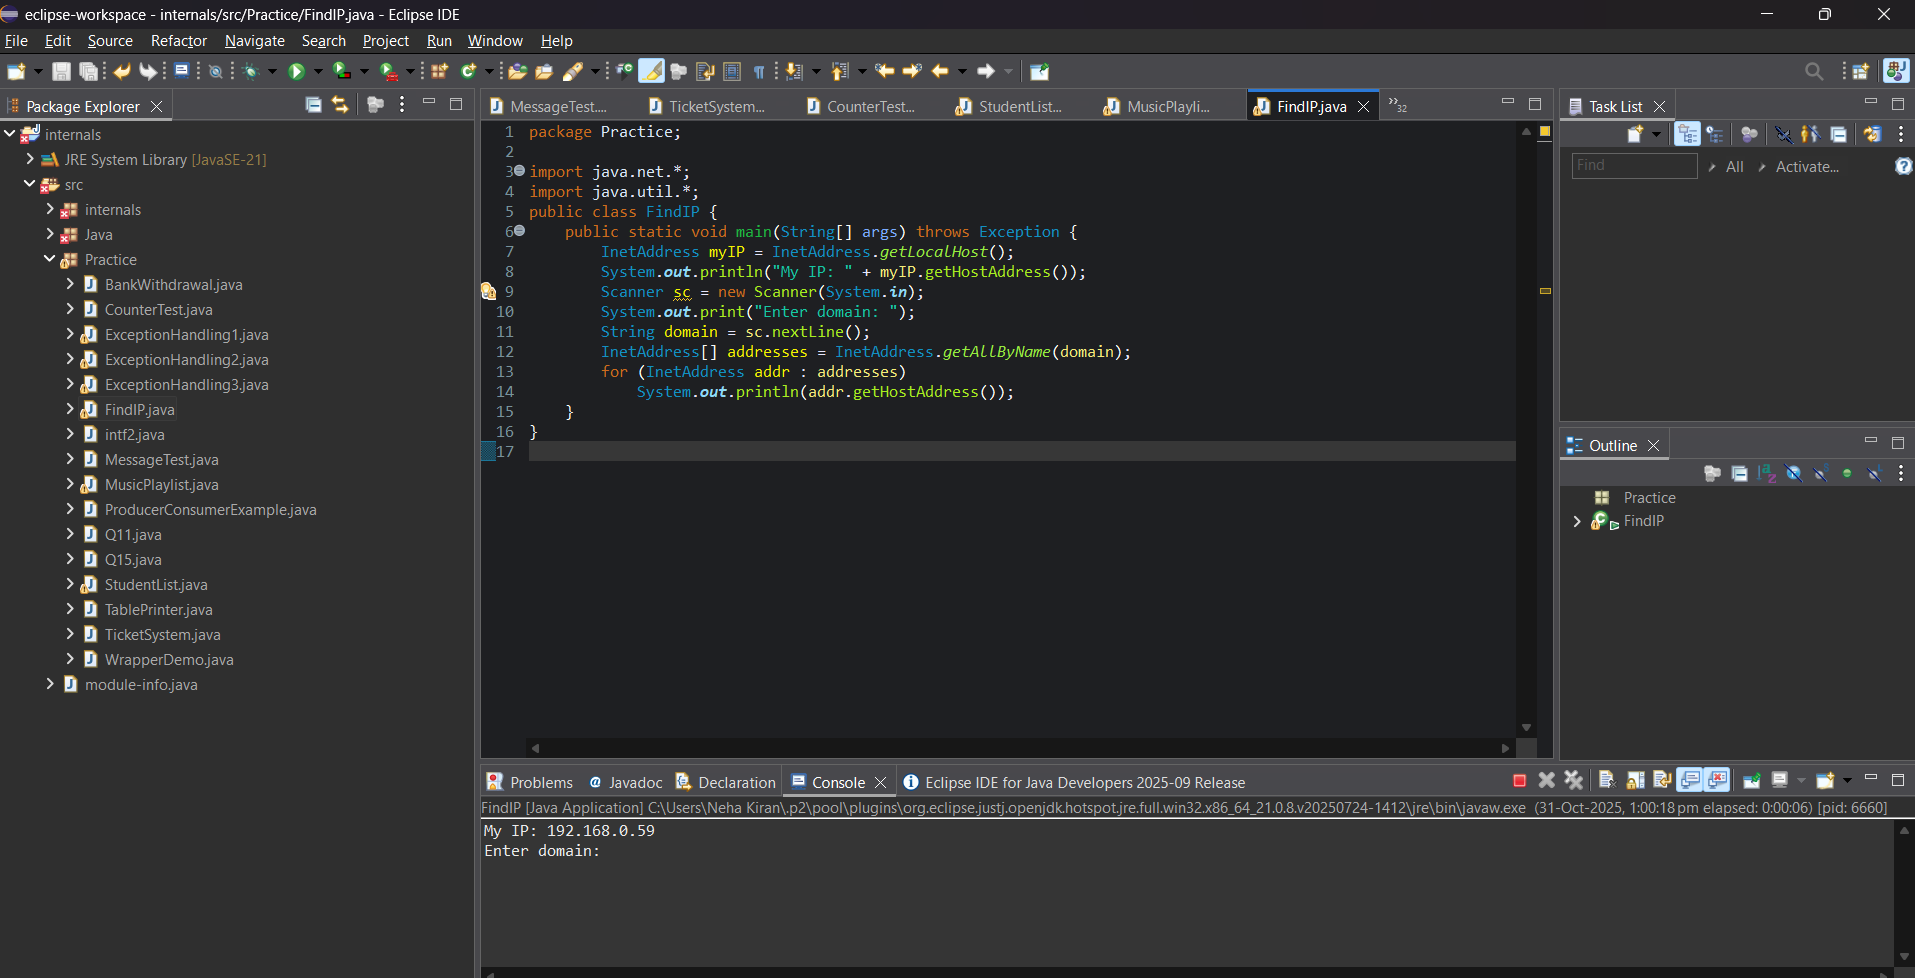 eclipse-workspace - internals/src/Practice/FindIP.java - Eclipse IDE
File Edit Source Refactor Navigate Search Project Run Window Help
Package Explorer
internals
JRE System Library [JavaSE-21]
src
internals
Java
Practice
BankWithdrawal.java
CounterTest.java
ExceptionHandling1.java
ExceptionHandling2.java
ExceptionHandling3.java
FindIP.java
intf2.java
MessageTest.java
MusicPlaylist.java
ProducerConsumerExample.java
Q11.java
Q15.java
StudentList.java
TablePrinter.java
TicketSystem.java
WrapperDemo.java
module-info.java
MessageTest.... TicketSystem... CounterTest... StudentList... MusicPlayli... FindIP.java »32
1 package Practice;
2
3 import java.net.*;
4 import java.util.*;
5 public class FindIP {
6     public static void main(String[] args) throws Exception {
7         InetAddress myIP = InetAddress.getLocalHost();
8         System.out.println("My IP: " + myIP.getHostAddress());
9         Scanner sc = new Scanner(System.in);
10         System.out.print("Enter domain: ");
11         String domain = sc.nextLine();
12         InetAddress[] addresses = InetAddress.getAllByName(domain);
13         for (InetAddress addr : addresses)
14             System.out.println(addr.getHostAddress());
15     }
16 }
17
Task List
Find All Activate...
Outline
Practice
FindIP
Problems Javadoc Declaration Console Eclipse IDE for Java Developers 2025-09 Release
FindIP [Java Application] C:\Users\Neha Kiran\.p2\pool\plugins\org.eclipse.justj.openjdk.hotspot.jre.full.win32.x86_64_21.0.8.v20250724-1412\jre\bin\javaw.exe (31-Oct-2025, 1:00:18 pm elapsed: 0:00:06) [pid: 6660]
My IP: 192.168.0.59
Enter domain: